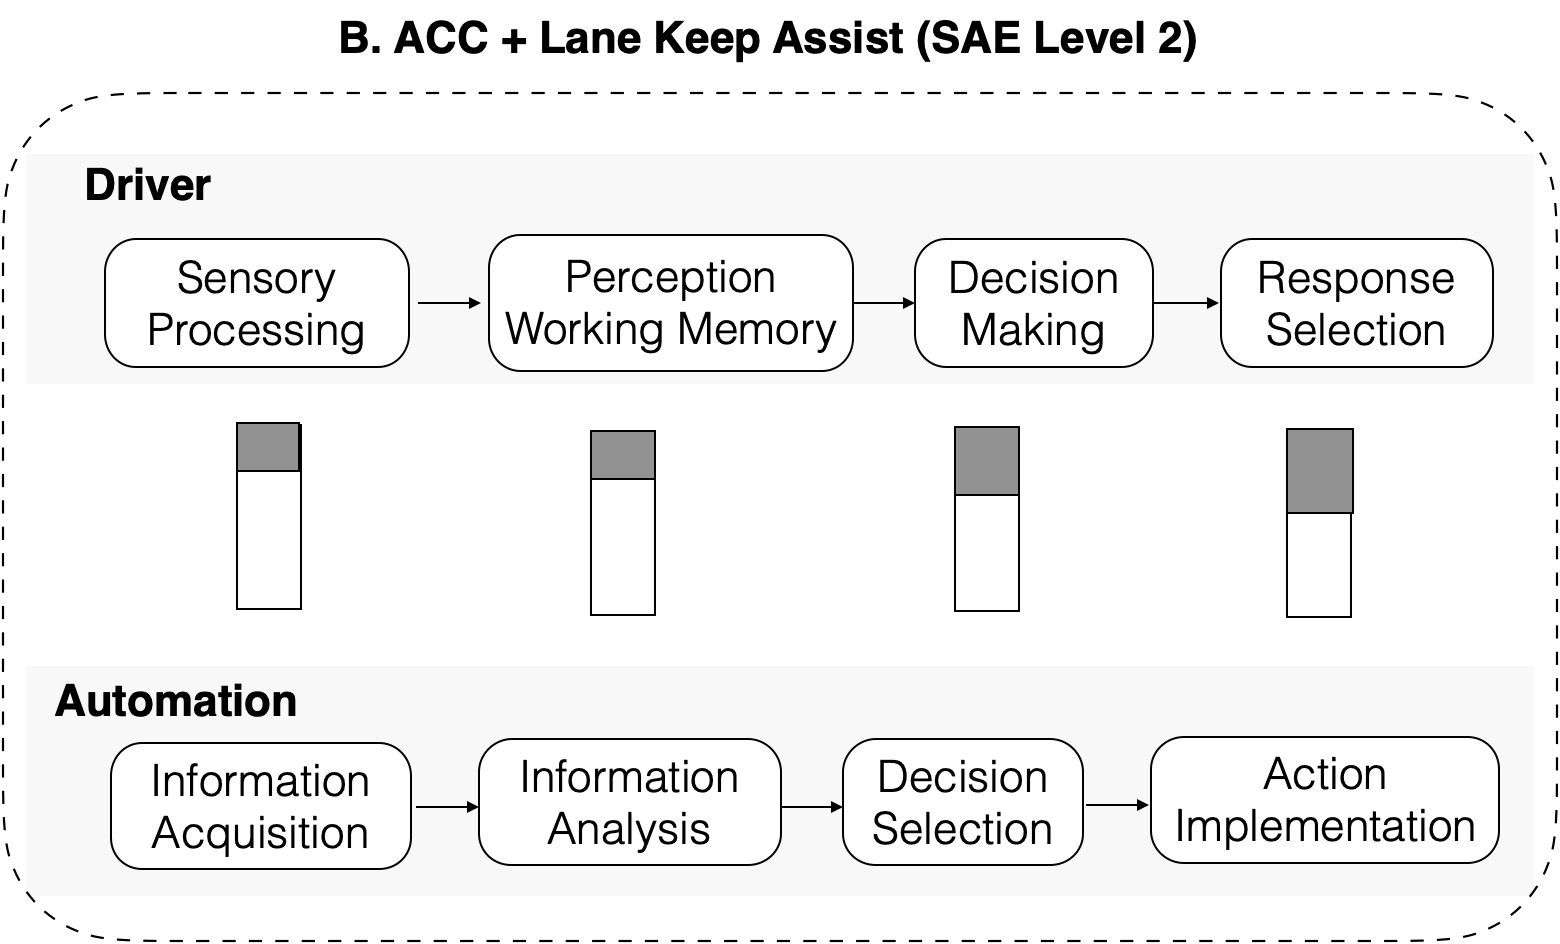 B. ACC + Lane Keep Assist (SAE Level 2)
Driver
Sensory
Processing
Perception
Working Memory
Decision
Making
Response
Selection
Automation
Information
Acquisition
Information
Analysis
Decision
Selection
Action
Implementation